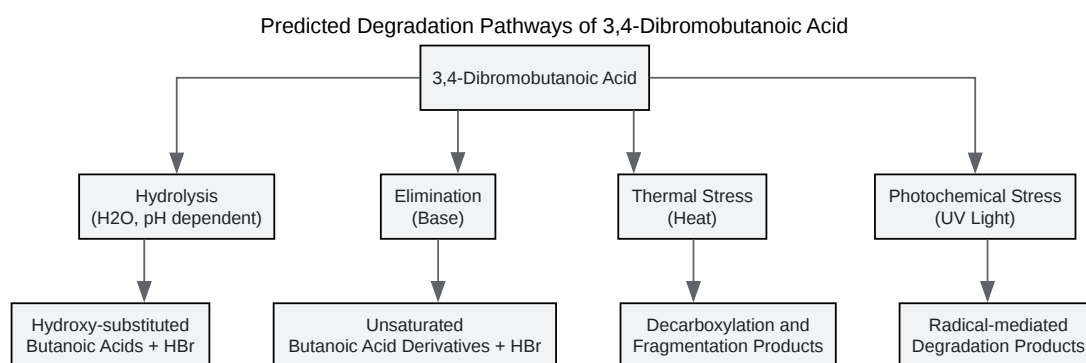 Predicted Degradation Pathways of 3,4-Dibromobutanoic Acid
3,4-Dibromobutanoic Acid
Hydrolysis
(H2O, pH dependent)
Elimination
(Base)
Thermal Stress
(Heat)
Photochemical Stress
(UV Light)
Hydroxy-substituted
Butanoic Acids + HBr
Unsaturated
Butanoic Acid Derivatives + HBr
Decarboxylation and
Fragmentation Products
Radical-mediated
Degradation Products